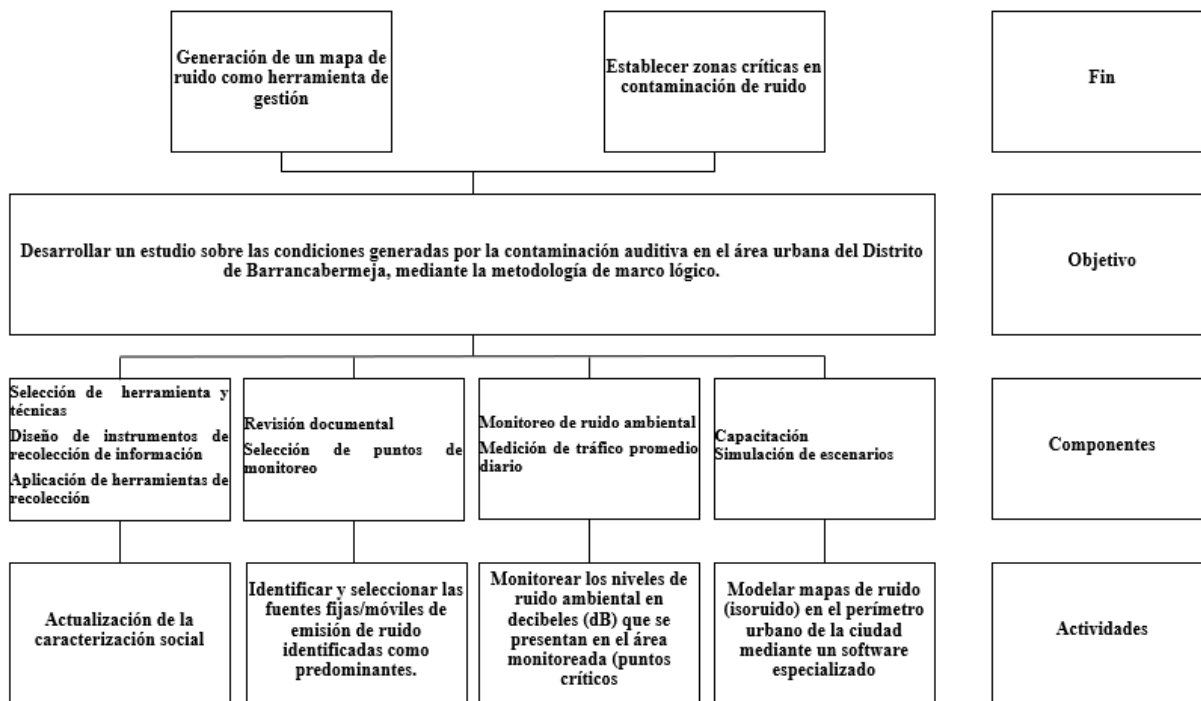 Generación de un mapa de
ruido como herramienta de
gestión
Establecer zonas críticas en
contaminación de ruido
Fin
Desarrollar un estudio sobre las condiciones generadas por la contaminación auditiva en el área urbana del Distrito
de Barrancabermeja, mediante la metodología de marco lógico.
Objetivo
Selección de herramienta y
técnicas
Diseño de instrumentos de
recolección de información
Aplicación de herramientas de
recolección
Revisión documental
Selección de puntos de
monitoreo
Monitoreo de ruido ambiental
Medición de tráfico promedio
diario
Capacitación
Simulación de escenarios
Componentes
Actualización de la
caracterización social
Identificar y seleccionar las
fuentes fijas/móviles de
emisión de ruido
identificadas como
predominantes.
Monitorear los niveles de
ruido ambiental en
decibeles (dB) que se
presentan en el área
monitoreada (puntos
críticos
Modelar mapas de ruido
(isoruido) en el perímetro
urbano de la ciudad
mediante un software
especializado
Actividades